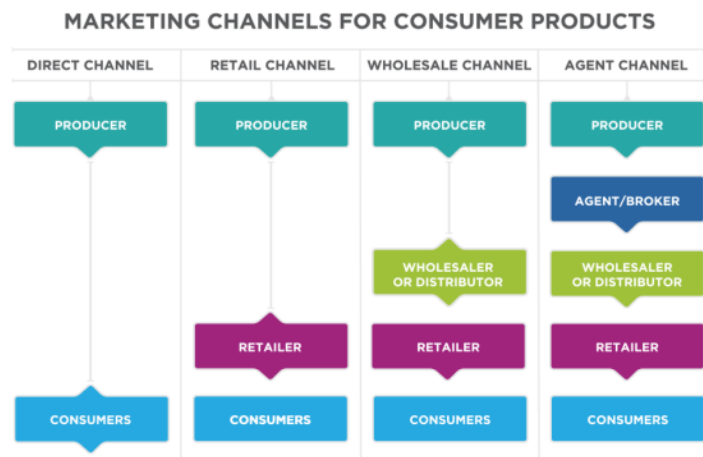 MARKETING CHANNELS FOR CONSUMER PRODUCTS
DIRECT CHANNEL
RETAIL CHANNEL
WHOLESALE CHANNEL
AGENT CHANNEL
PRODUCER
PRODUCER
PRODUCER
PRODUCER
AGENT/BROKER
WHOLESALER
OR DISTRIBUTOR
WHOLESALER
OR DISTRIBUTOR
RETAILER
RETAILER
RETAILER
CONSUMERS
CONSUMERS
CONSUMERS
CONSUMERS